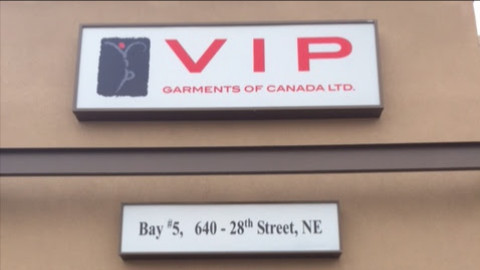 VIP
GARMENTS OF CANADA LTD.
Bay #5, 640 - 28th Street, NE